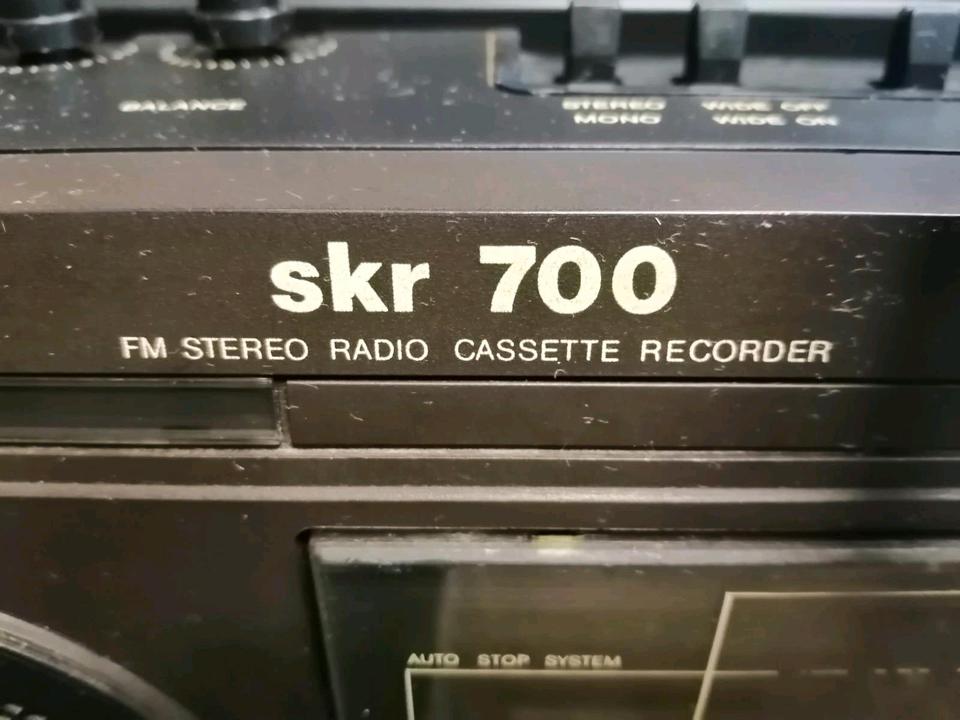 BALANCE
STEREO
MONO
WIDE OFF
WIDE ON
skr 700
FM STEREO RADIO CASSETTE RECORDER
AUTO STOP SYSTEM